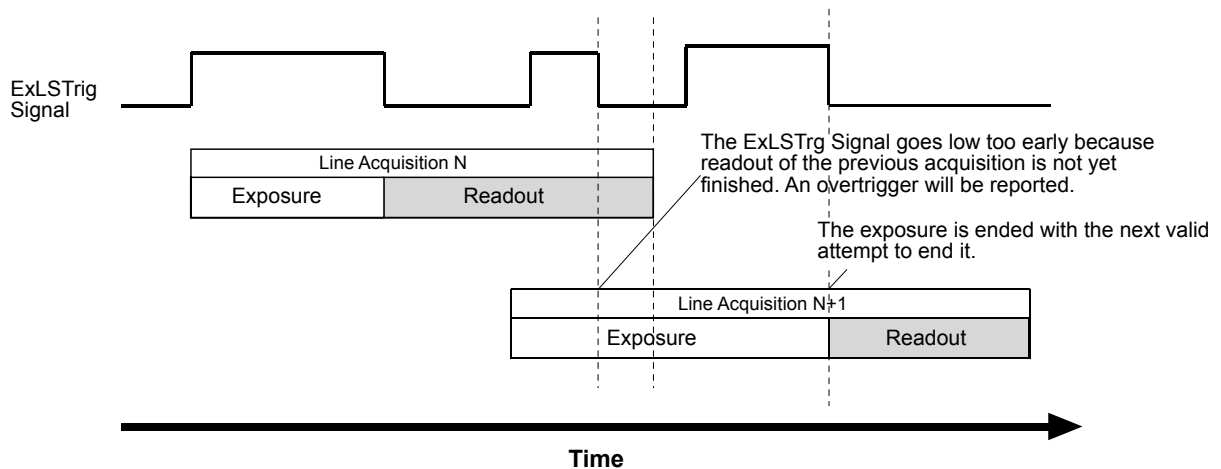 ExLSTrig
Signal
The ExLSTrg Signal goes low too early because
readout of the previous acquisition is not yet
finished. An overtrigger will be reported.
Line Acquisition N
Exposure
Readout
The exposure is ended with the next valid
attempt to end it.
Line Acquisition N+1
Exposure
Readout
Time